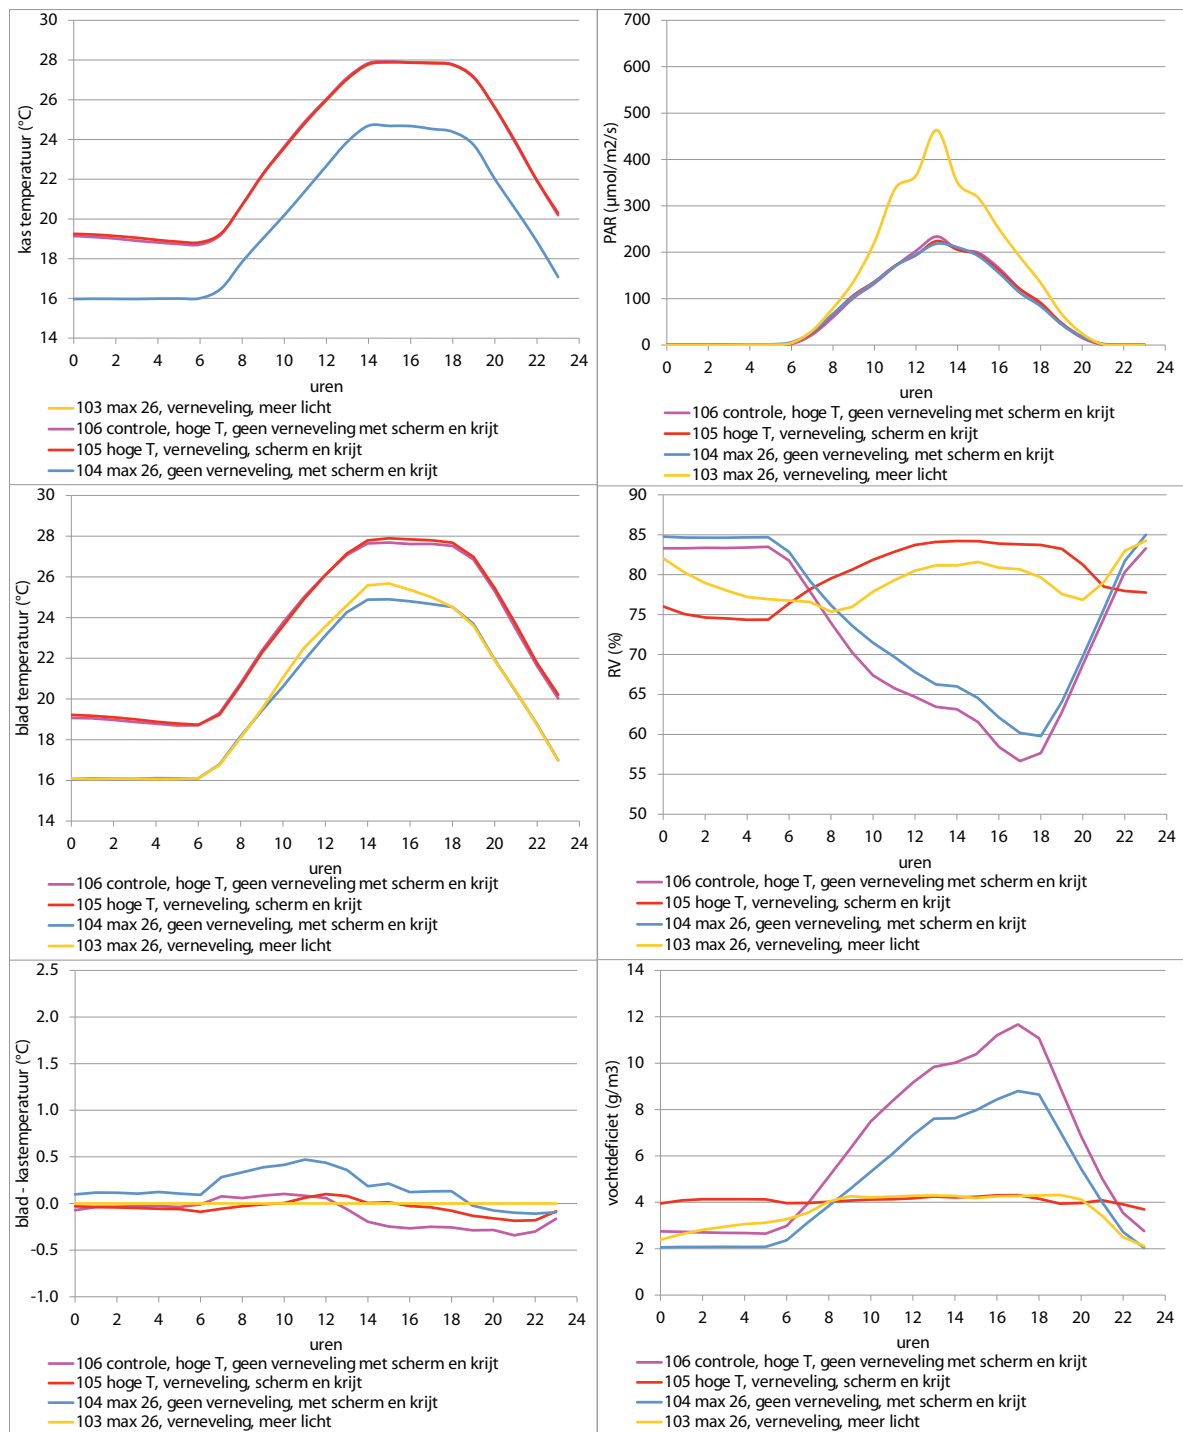 kas temperatuur (°C)
30
28
26
24
22
20
19
16
14
0 2 4 6 8 10 12 14 16 18 20 22 24
uren
103 max 26, verneveling, meer licht
106 controle, hoge T, geen verneveling met scherm en krijt
105 hoge T, verneveling, scherm en krijt
104 max 26, geen verneveling, met scherm en krijt
PAR (µmol/m2/s)
700
600
500
400
300
200
100
0
0 2 4 6 8 10 12 14 16 18 20 22 24
uren
106 controle, hoge T, geen verneveling met scherm en krijt
105 hoge T, verneveling, scherm en krijt
104 max 26, geen verneveling, met scherm en krijt
103 max 26, verneveling, meer licht
blad temperatuur (°C)
30
28
26
24
22
20
18
16
14
0 2 4 6 8 10 12 14 16 18 20 22 24
uren
106 controle, hoge T, geen verneveling met scherm en krijt
105 hoge T, verneveling, scherm en krijt
104 max 26, geen verneveling, met scherm en krijt
103 max 26, verneveling, meer licht
RV (%)
90
85
80
75
70
65
60
55
50
0 2 4 6 8 10 12 14 16 18 20 22 24
uren
106 controle, hoge T, geen verneveling met scherm en krijt
105 hoge T, verneveling, scherm en krijt
104 max 26, geen verneveling, met scherm en krijt
103 max 26, verneveling, meer licht
blad - kastemperatuur (°C)
2.5
2.0
1.5
1.0
0.5
0.0
-0.5
-1.0
0 2 4 6 8 10 12 14 16 18 20 22 24
uren
106 controle, hoge T, geen verneveling met scherm en krijt
105 hoge T, verneveling, scherm en krijt
104 max 26, geen verneveling, met scherm en krijt
103 max 26, verneveling, meer licht
vochtdeficiet (g/m3)
14
12
10
8
6
4
2
0
0 2 4 6 8 10 12 14 16 18 20 22 24
uren
106 controle, hoge T, geen verneveling met scherm en krijt
105 hoge T, verneveling, scherm en krijt
104 max 26, geen verneveling, met scherm en krijt
103 max 26, verneveling, meer licht